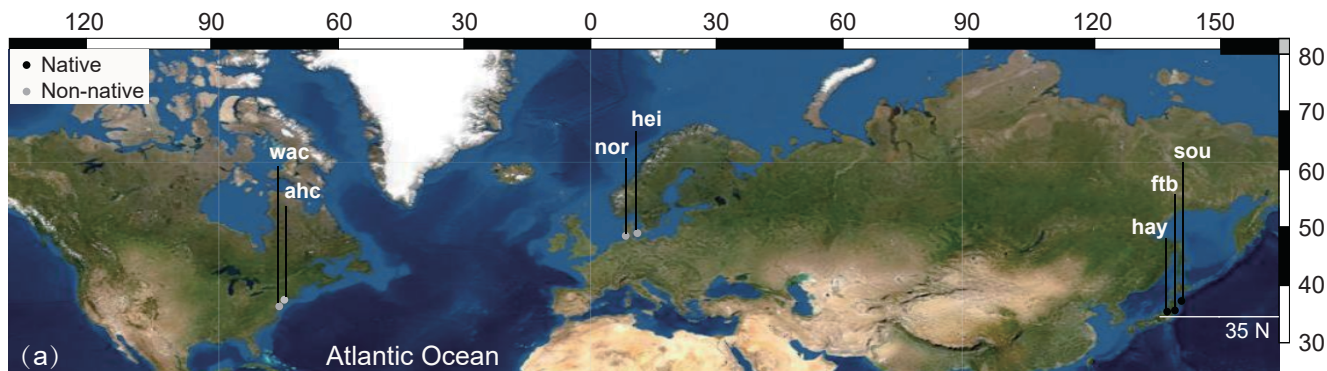 120 90 60 30 0 30 60 90 120 150
Native
Non-native
80
70
60
50
40
30
wac
ahc
nor
hei
sou
ftb
hay
35 N
(a)
Atlantic Ocean